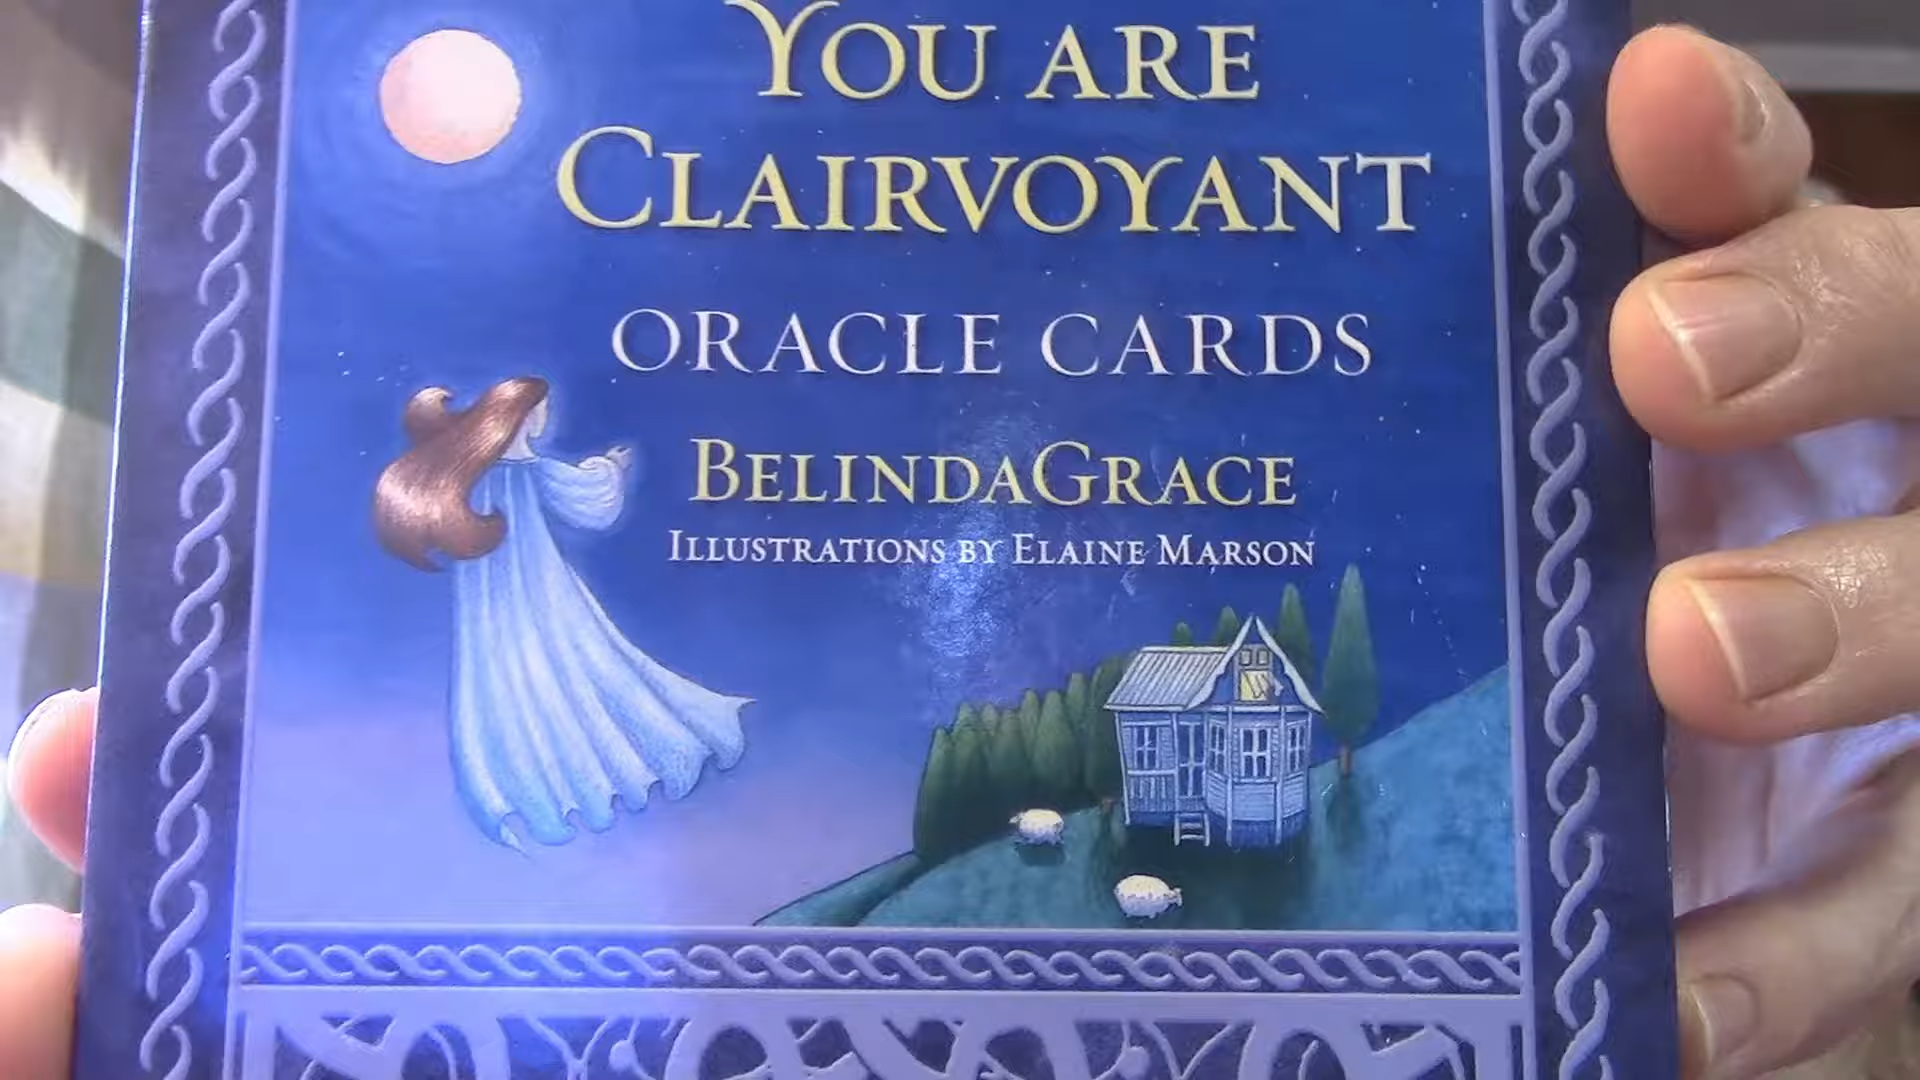 YOU ARE
CLAIRVOYANT
ORACLE CARDS
BELINDAGRACE
ILLUSTRATIONS BY ELAINE MARSON